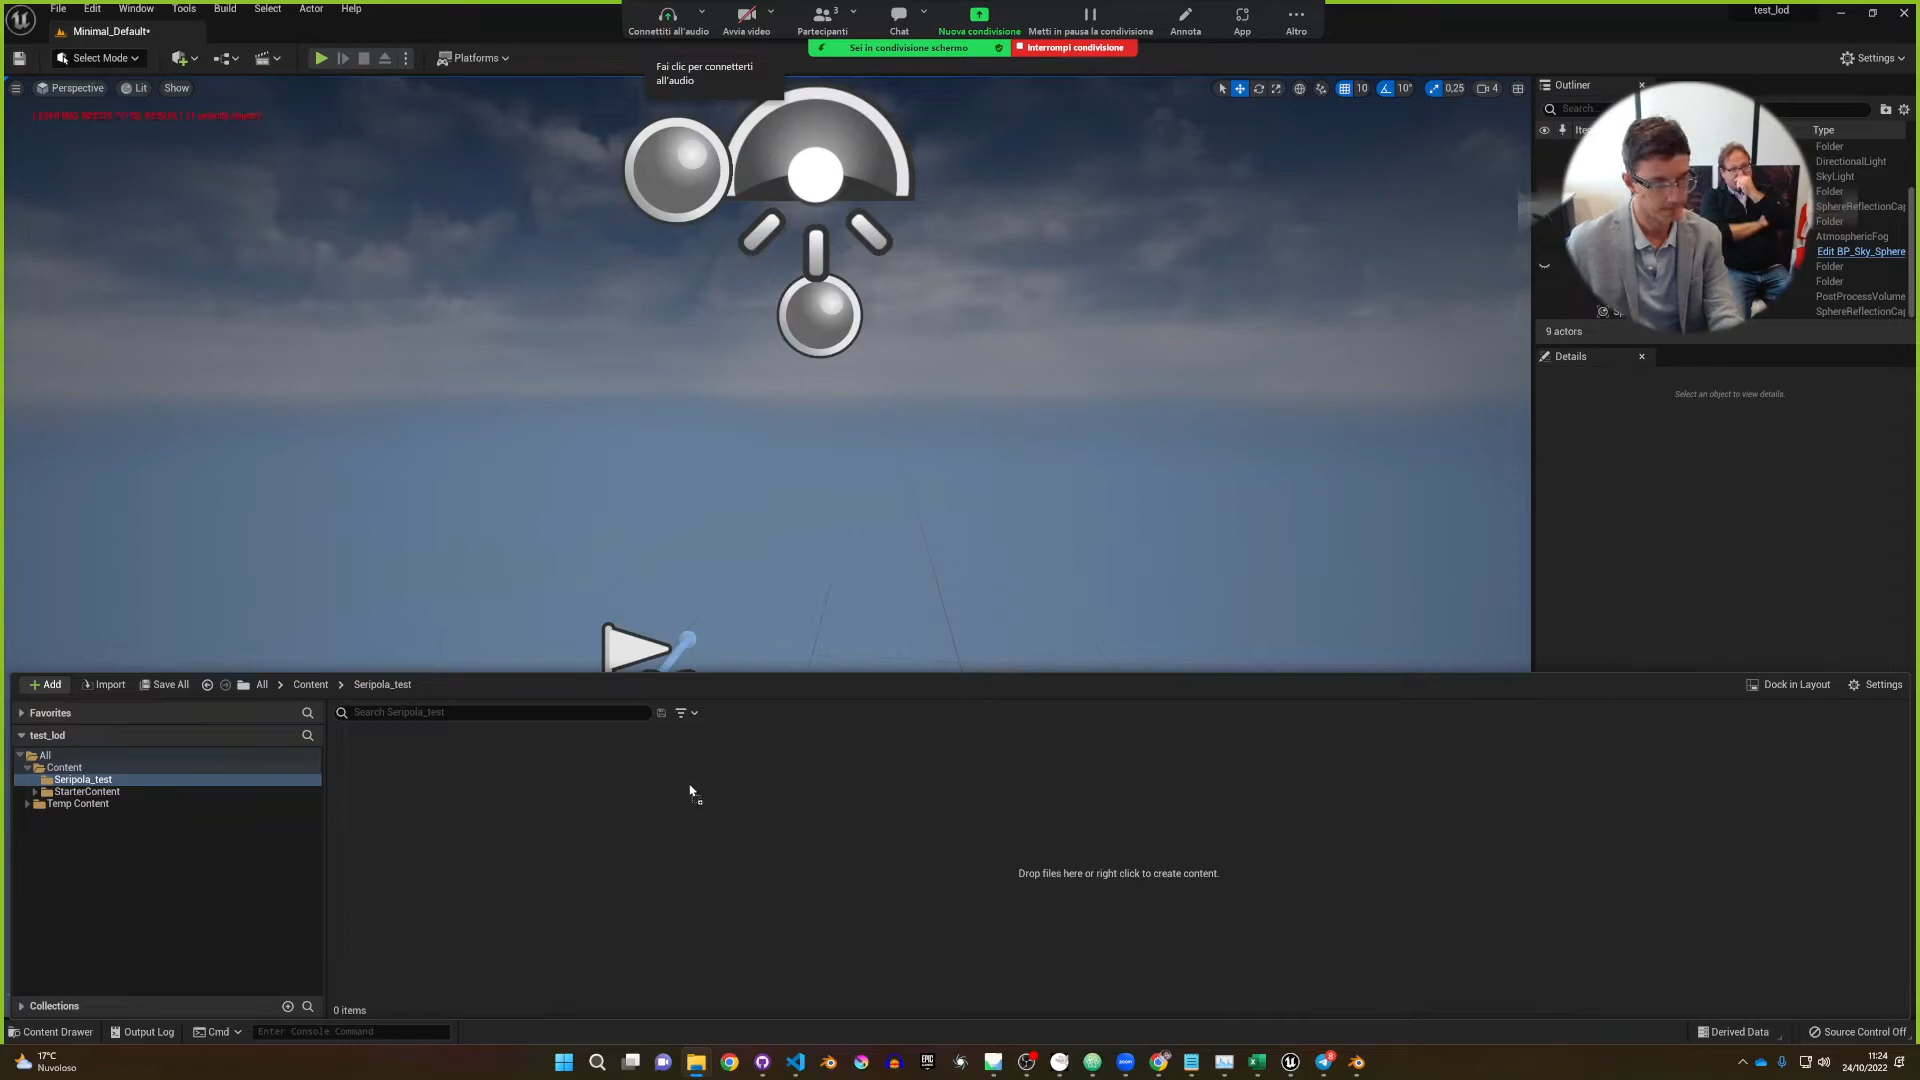 File Edit Window Tools Build Select Actor Help
Minimal_Default*
Connettiti all'audio Avvia video Partecipanti 3 Chat Nuova condivisione Metti in pausa la condivisione Annota App Altro
test_lod
Sei in condivisione schermo Interrompi condivisione
Select Mode Platforms Settings
Fai clic per connetterti
all'audio
Perspective Lit Show
10 10° 0,25 4
Outliner
Search...
Type
Folder
DirectionalLight
SkyLight
Folder
SphereReflectionCap
Folder
AtmosphericFog
Edit BP_Sky_Sphere
Folder
Folder
PostProcessVolume
SphereReflectionCap
9 actors
Details
Select an object to view details.
Add Import Save All All Content Seripola_test Dock in Layout Settings
Favorites
Search Seripola_test
test_lod
All
Content
Seripola_test
StarterContent
Temp Content
Drop files here or right click to create content.
Collections
0 items
Content Drawer Output Log Cmd Enter Console Command Derived Data Source Control Off
17°C
Nuvoloso
11:24
24/10/2022